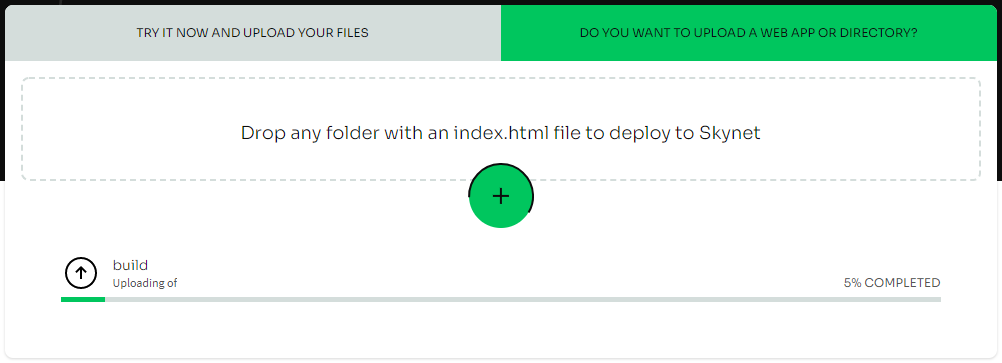 TRY IT NOW AND UPLOAD YOUR FILES
DO YOU WANT TO UPLOAD A WEB APP OR DIRECTORY?
Drop any folder with an index.html file to deploy to Skynet
build
Uploading of
5% COMPLETED